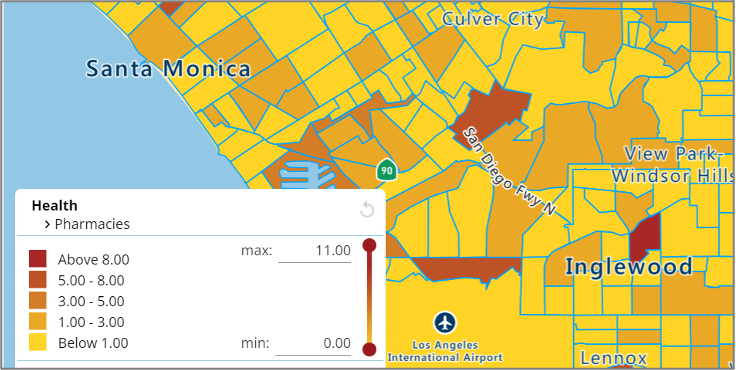 Culver City
Santa Monica
San Diego Fwy N
90
View Park-
Windsor Hills
Health
Pharmacies
max: 11.00
Above 8.00
5.00 - 8.00
3.00 - 5.00
1.00 - 3.00
Below 1.00
min: 0.00
Inglewood
Los Angeles
International Airport
Lennox